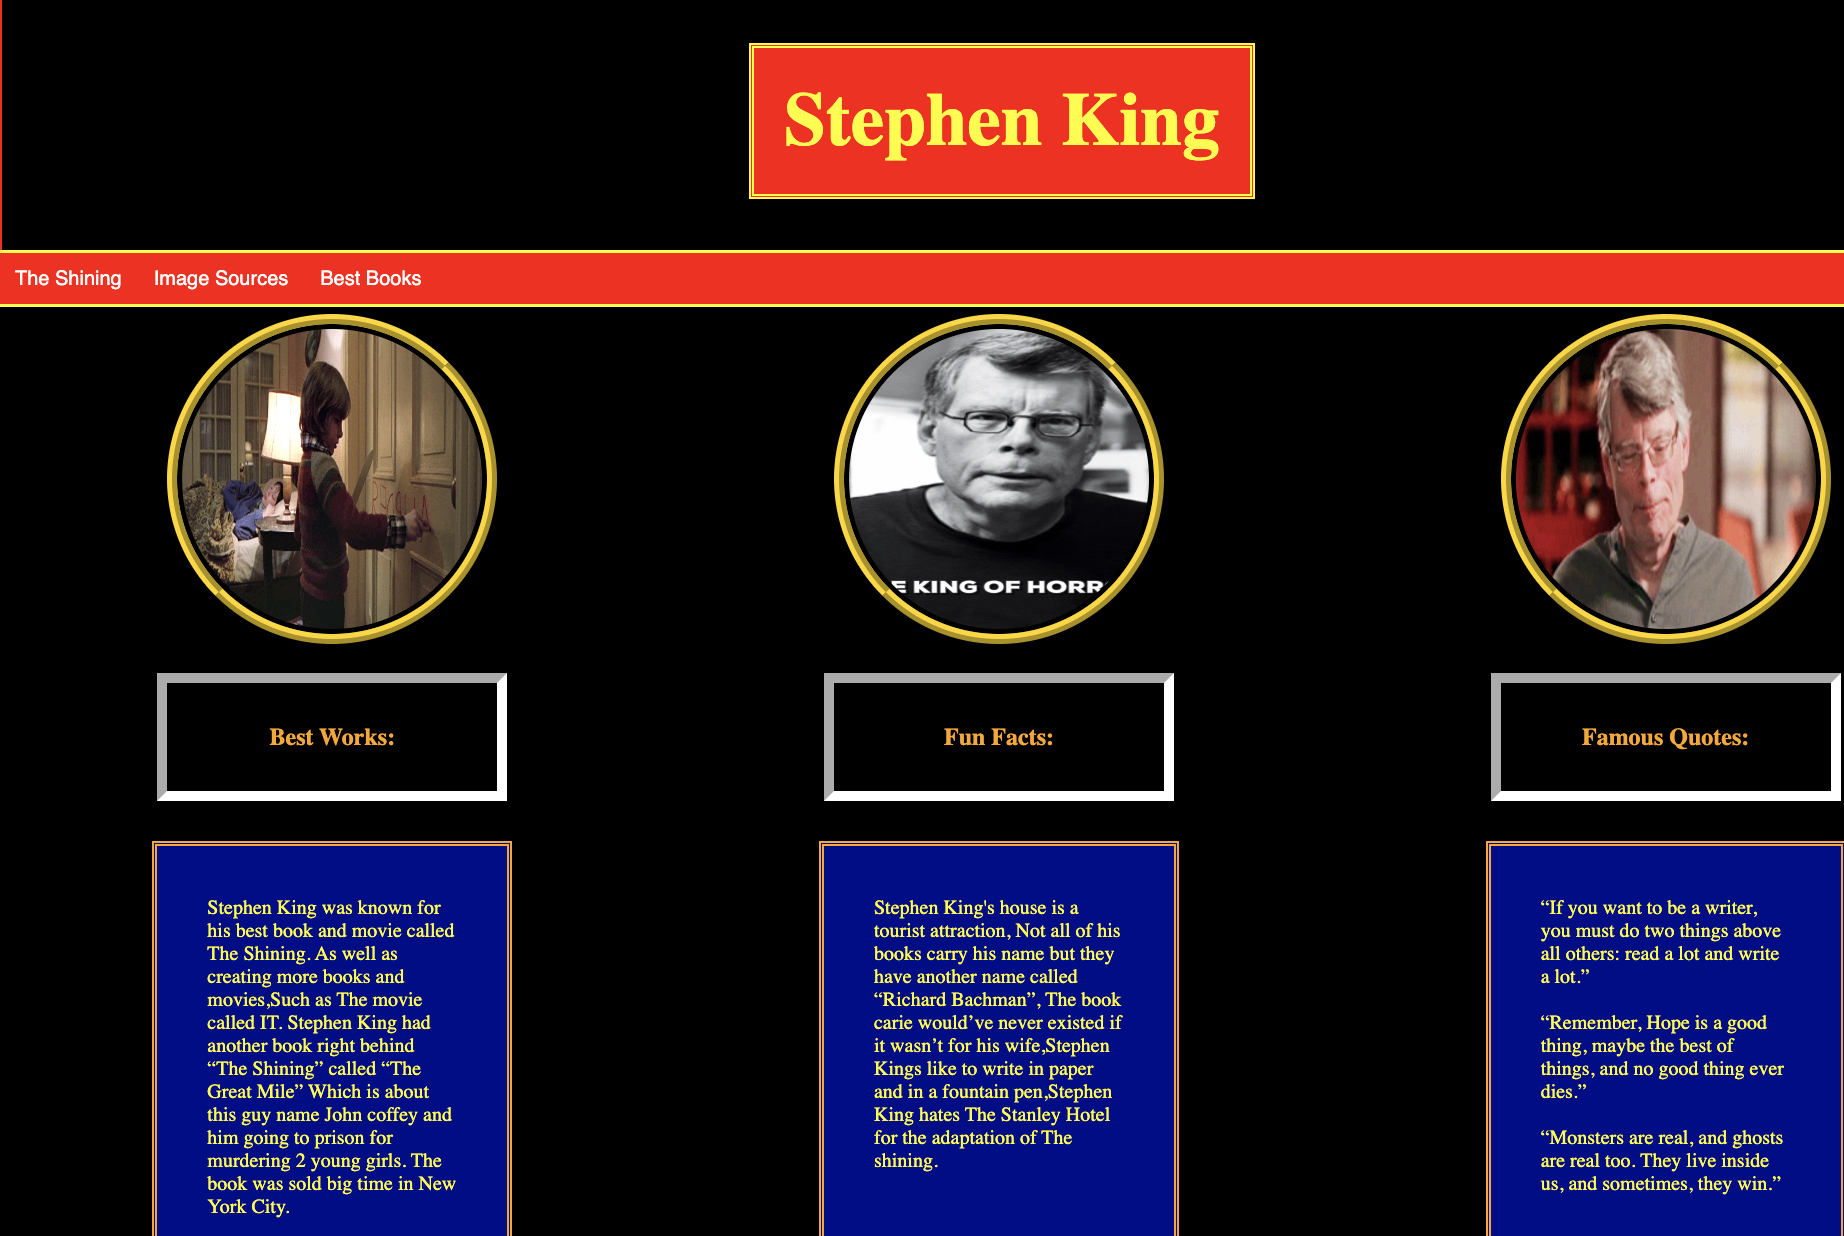 Stephen King
The Shining
Image Sources
Best Books
E KING OF HORR
Best Works:
Fun Facts:
Famous Quotes:
Stephen King was known for
his best book and movie called
The Shining. As well as
creating more books and
movies,Such as The movie
called IT. Stephen King had
another book right behind
“The Shining” called “The
Great Mile” Which is about
this guy name John coffey and
him going to prison for
murdering 2 young girls. The
book was sold big time in New
York City.
Stephen King's house is a
tourist attraction, Not all of his
books carry his name but they
have another name called
“Richard Bachman”, The book
carie would’ve never existed if
it wasn’t for his wife,Stephen
Kings like to write in paper
and in a fountain pen,Stephen
King hates The Stanley Hotel
for the adaptation of The
shining.
“If you want to be a writer,
you must do two things above
all others: read a lot and write
a lot.”
“Remember, Hope is a good
thing, maybe the best of
things, and no good thing ever
dies.”
“Monsters are real, and ghosts
are real too. They live inside
us, and sometimes, they win.”